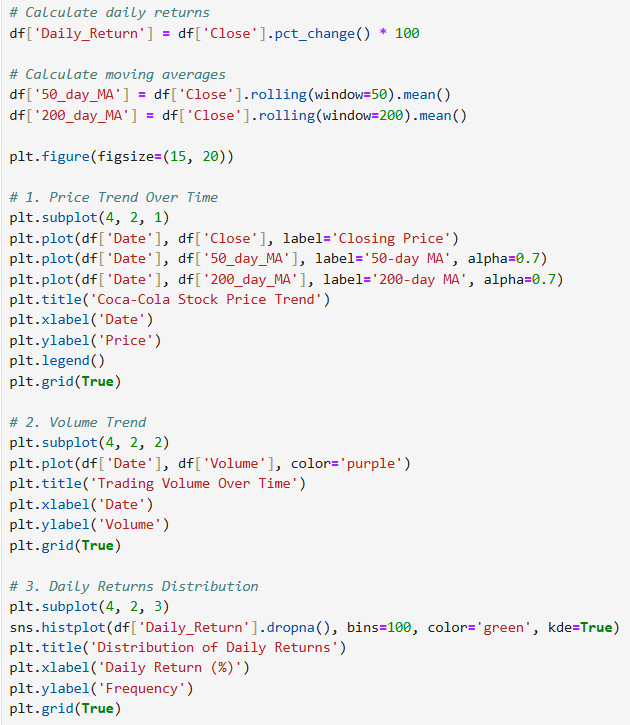 # Calculate daily returns
df['Daily_Return'] = df['Close'].pct_change() * 100

# Calculate moving averages
df['50_day_MA'] = df['Close'].rolling(window=50).mean()
df['200_day_MA'] = df['Close'].rolling(window=200).mean()

plt.figure(figsize=(15, 20))

# 1. Price Trend Over Time
plt.subplot(4, 2, 1)
plt.plot(df['Date'], df['Close'], label='Closing Price')
plt.plot(df['Date'], df['50_day_MA'], label='50-day MA', alpha=0.7)
plt.plot(df['Date'], df['200_day_MA'], label='200-day MA', alpha=0.7)
plt.title('Coca-Cola Stock Price Trend')
plt.xlabel('Date')
plt.ylabel('Price')
plt.legend()
plt.grid(True)

# 2. Volume Trend
plt.subplot(4, 2, 2)
plt.plot(df['Date'], df['Volume'], color='purple')
plt.title('Trading Volume Over Time')
plt.xlabel('Date')
plt.ylabel('Volume')
plt.grid(True)

# 3. Daily Returns Distribution
plt.subplot(4, 2, 3)
sns.histplot(df['Daily_Return'].dropna(), bins=100, color='green', kde=True)
plt.title('Distribution of Daily Returns')
plt.xlabel('Daily Return (%)')
plt.ylabel('Frequency')
plt.grid(True)